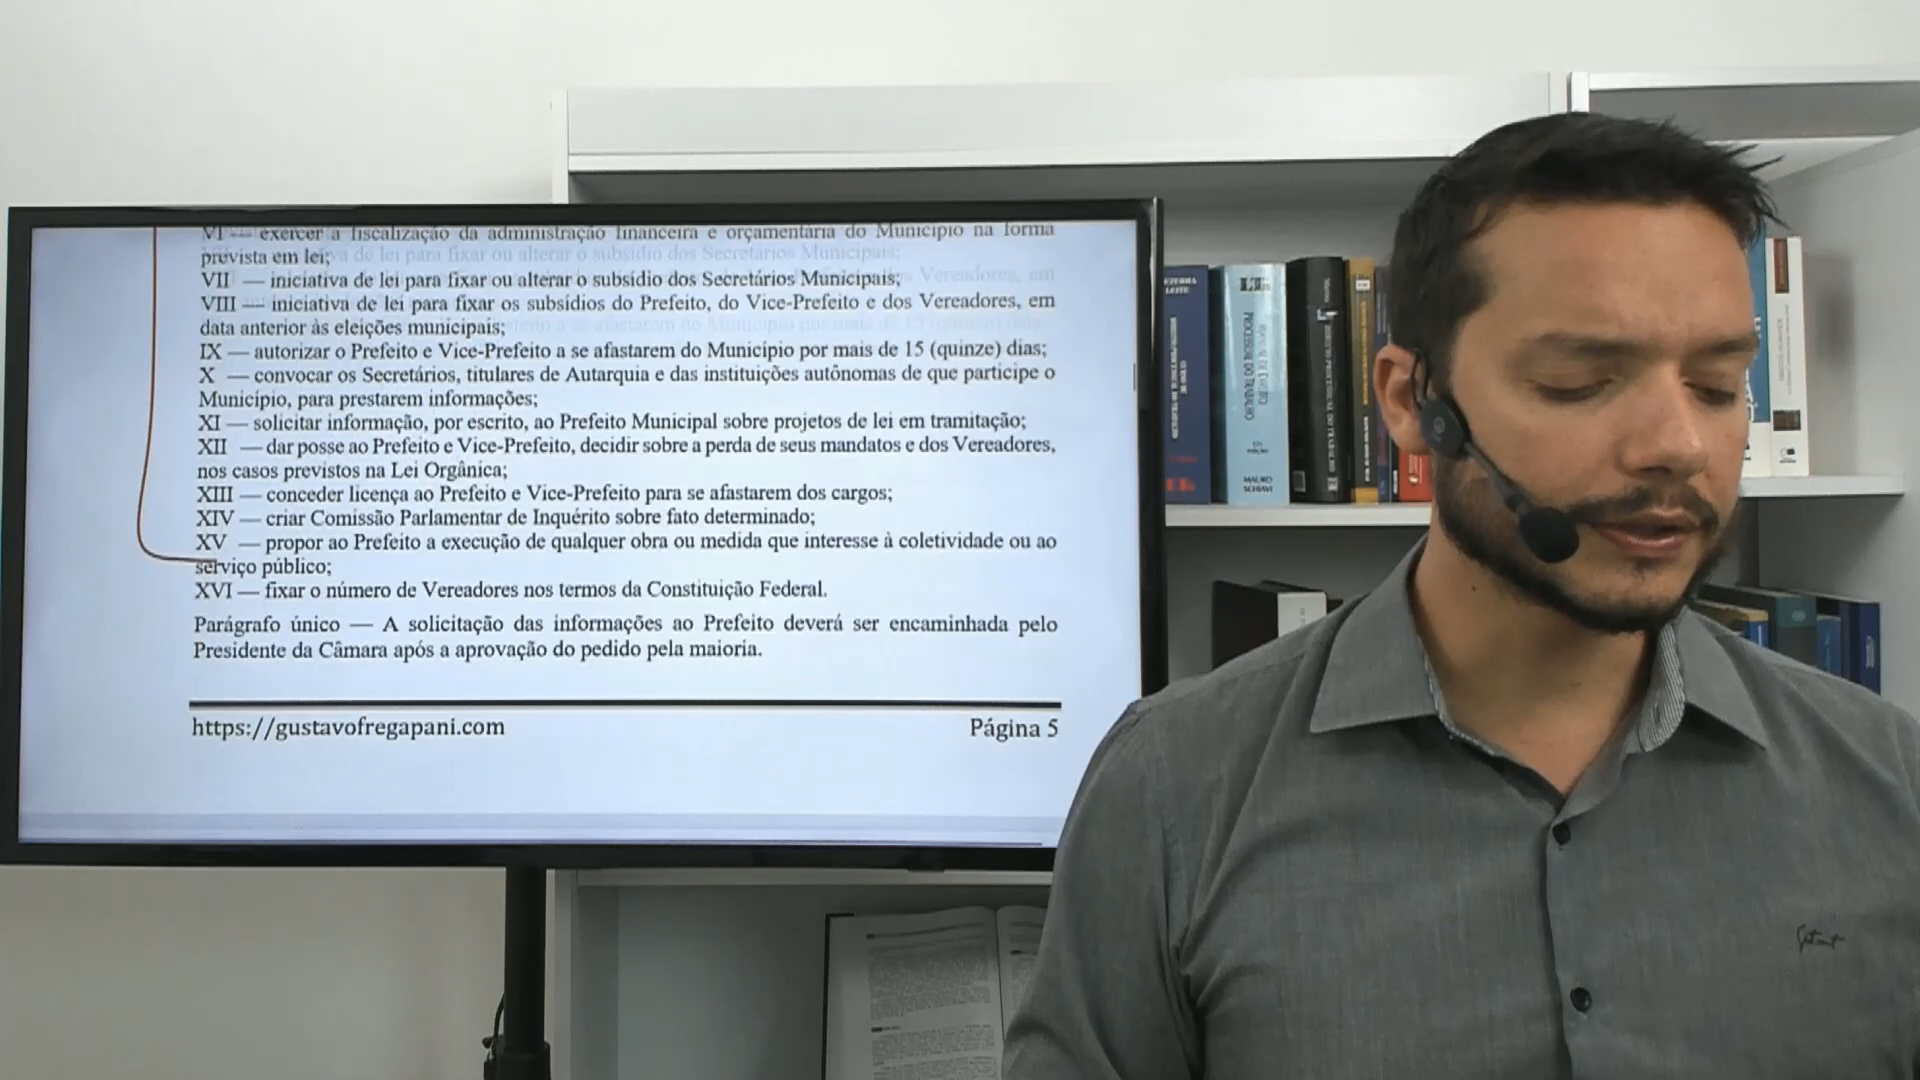 VI — exercer a fiscalização da administração financeira e orçamentária do Município na forma
prevista em lei;
VII — iniciativa de lei para fixar ou alterar o subsídio dos Secretários Municipais;
VIII — iniciativa de lei para fixar os subsídios do Prefeito, do Vice-Prefeito e dos Vereadores, em
data anterior às eleições municipais;
IX — autorizar o Prefeito e Vice-Prefeito a se afastarem do Município por mais de 15 (quinze) dias;
X — convocar os Secretários, titulares de Autarquia e das instituições autônomas de que participe o
Município, para prestarem informações;
XI — solicitar informação, por escrito, ao Prefeito Municipal sobre projetos de lei em tramitação;
XII — dar posse ao Prefeito e Vice-Prefeito, decidir sobre a perda de seus mandatos e dos Vereadores,
nos casos previstos na Lei Orgânica;
XIII — conceder licença ao Prefeito e Vice-Prefeito para se afastarem dos cargos;
XIV — criar Comissão Parlamentar de Inquérito sobre fato determinado;
XV — propor ao Prefeito a execução de qualquer obra ou medida que interesse à coletividade ou ao
serviço público;
XVI — fixar o número de Vereadores nos termos da Constituição Federal.
Parágrafo único — A solicitação das informações ao Prefeito deverá ser encaminhada pelo
Presidente da Câmara após a aprovação do pedido pela maioria.
https://gustavofregapani.com
Página 5
BEZERRA
LEITE
PROCESSO DO TRABALHO
MAURO
SCHIAVI